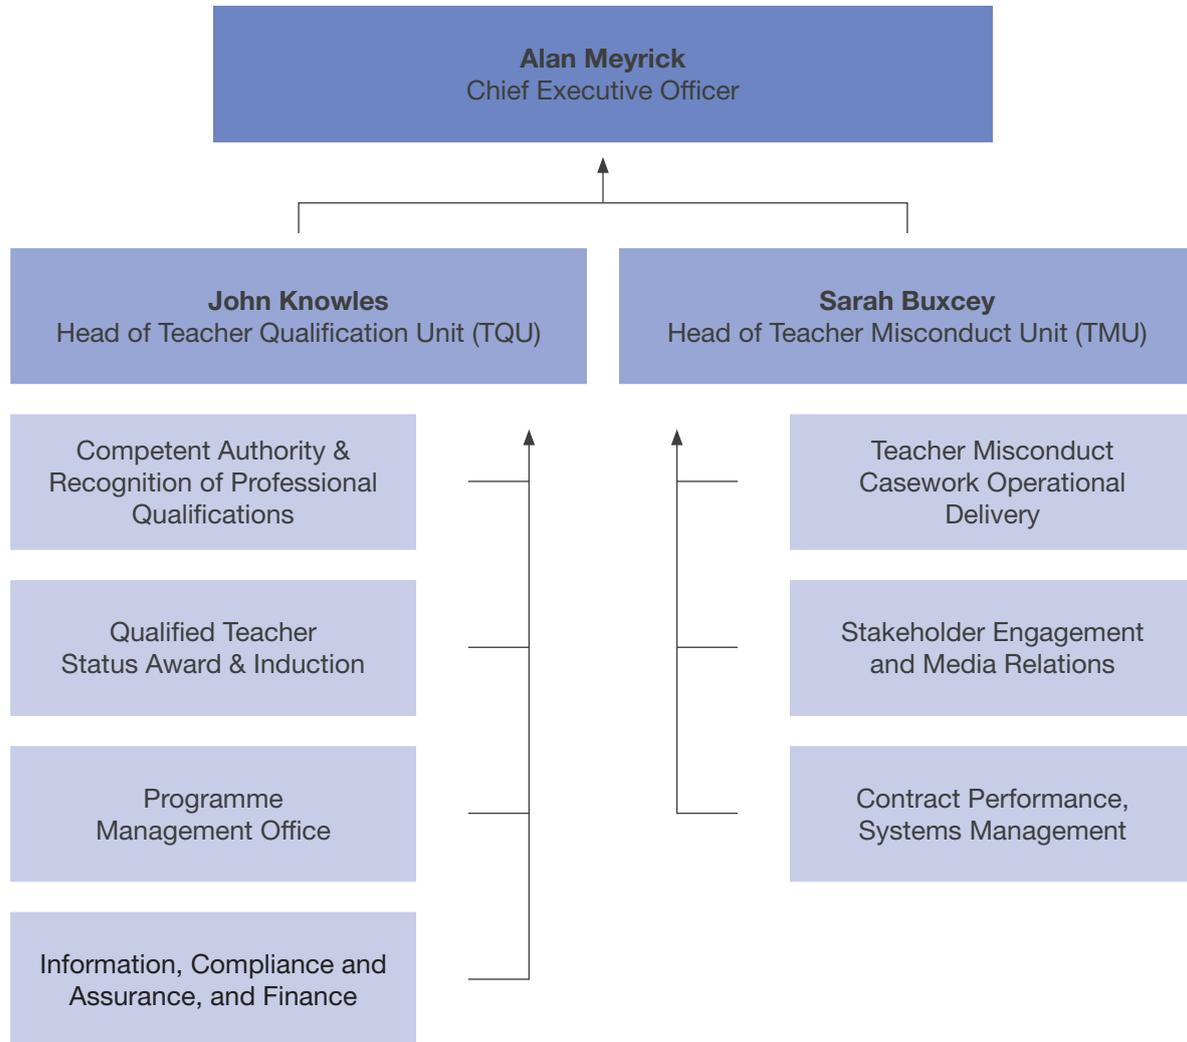 Alan Meyrick
Chief Executive Officer
John Knowles
Head of Teacher Qualification Unit (TQU)
Sarah Buxcey
Head of Teacher Misconduct Unit (TMU)
Competent Authority &
Recognition of Professional
Qualifications
Teacher Misconduct
Casework Operational
Delivery
Qualified Teacher
Status Award & Induction
Stakeholder Engagement
and Media Relations
Programme
Management Office
Contract Performance,
Systems Management
Information, Compliance and
Assurance, and Finance